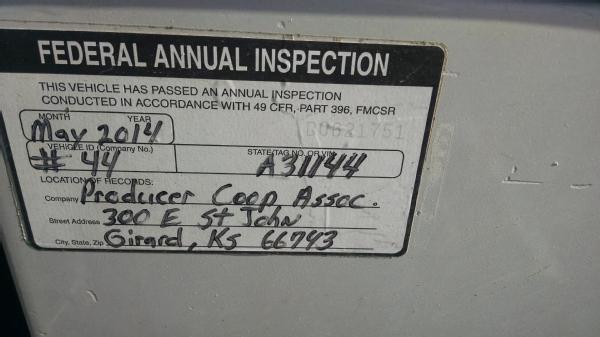 FEDERAL ANNUAL INSPECTION
THIS VEHICLE HAS PASSED AN ANNUAL INSPECTION
CONDUCTED IN ACCORDANCE WITH 49 CFR, PART 396, FMCSR
MONTH YEAR
May 2014
VEHICLE ID (Company No.) STATE/TAG NO. OR VIN
# 44 A31144
LOCATION OF RECORDS:
Company Producer Coop Assoc.
Street Address 300 E St John
City, State, Zip Girard, Ks 66743